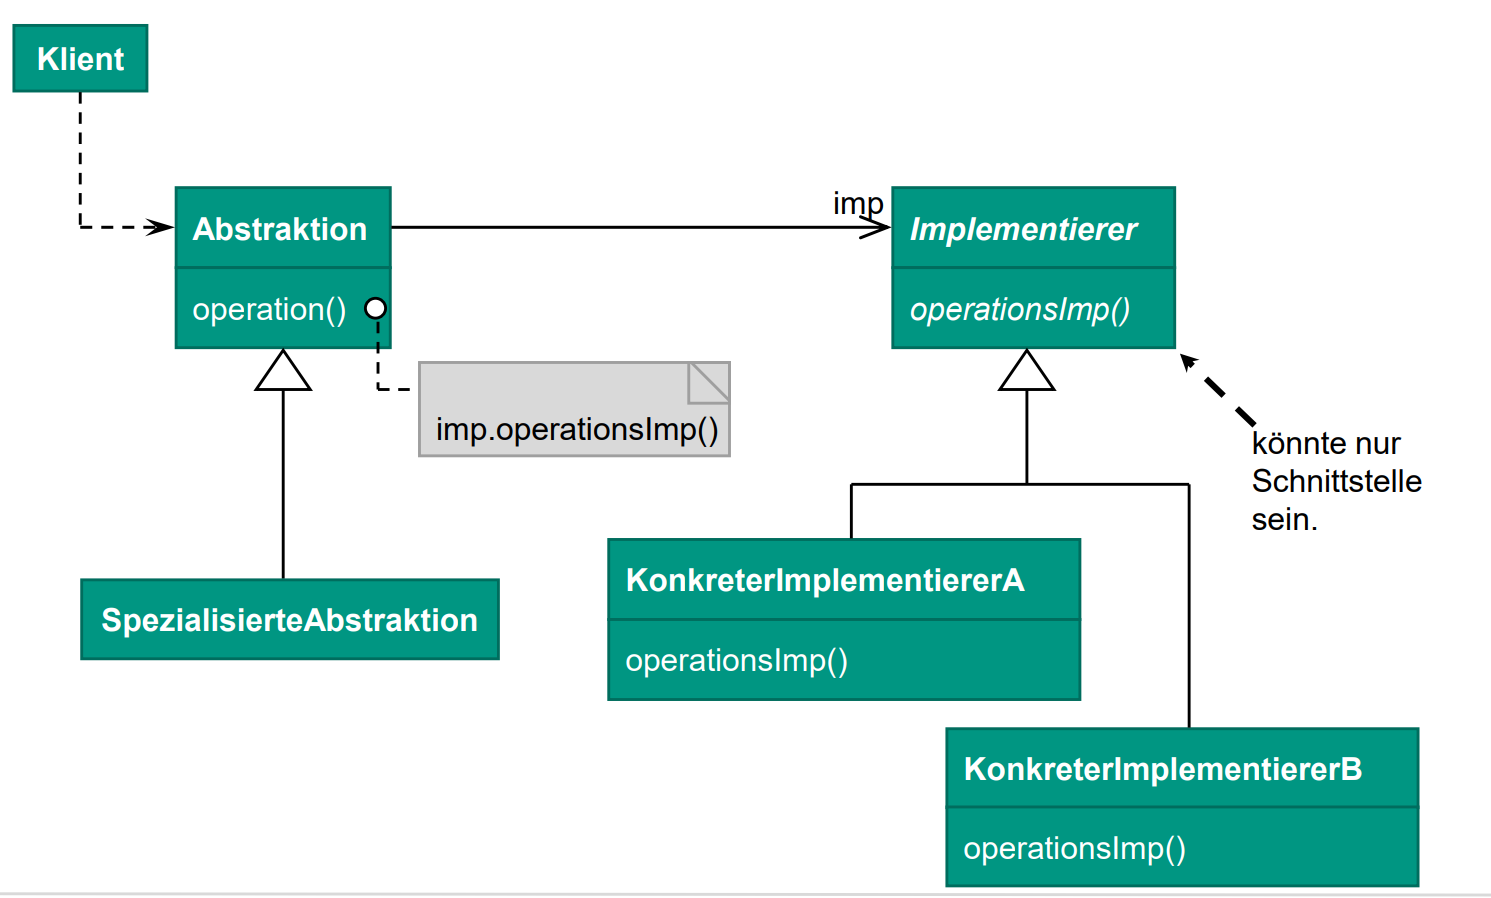 Klient
Abstraktion
operation()
imp
Implementierer
operationsImp()
imp.operationsImp()
könnte nur
Schnittstelle
sein.
SpezialisierteAbstraktion
KonkreterImplementiererA
operationsImp()
KonkreterImplementiererB
operationsImp()